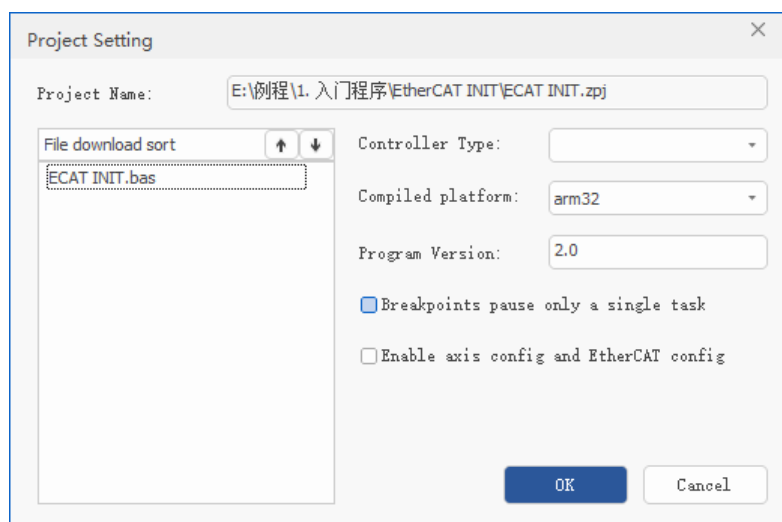 Project Setting
Project Name: E:\例程\1. 入门程序\EtherCAT INIT\ECAT INIT.zpj
File download sort
ECAT INIT.bas
Controller Type:
Compiled platform: arm32
Program Version: 2.0
Breakpoints pause only a single task
Enable axis config and EtherCAT config
OK Cancel